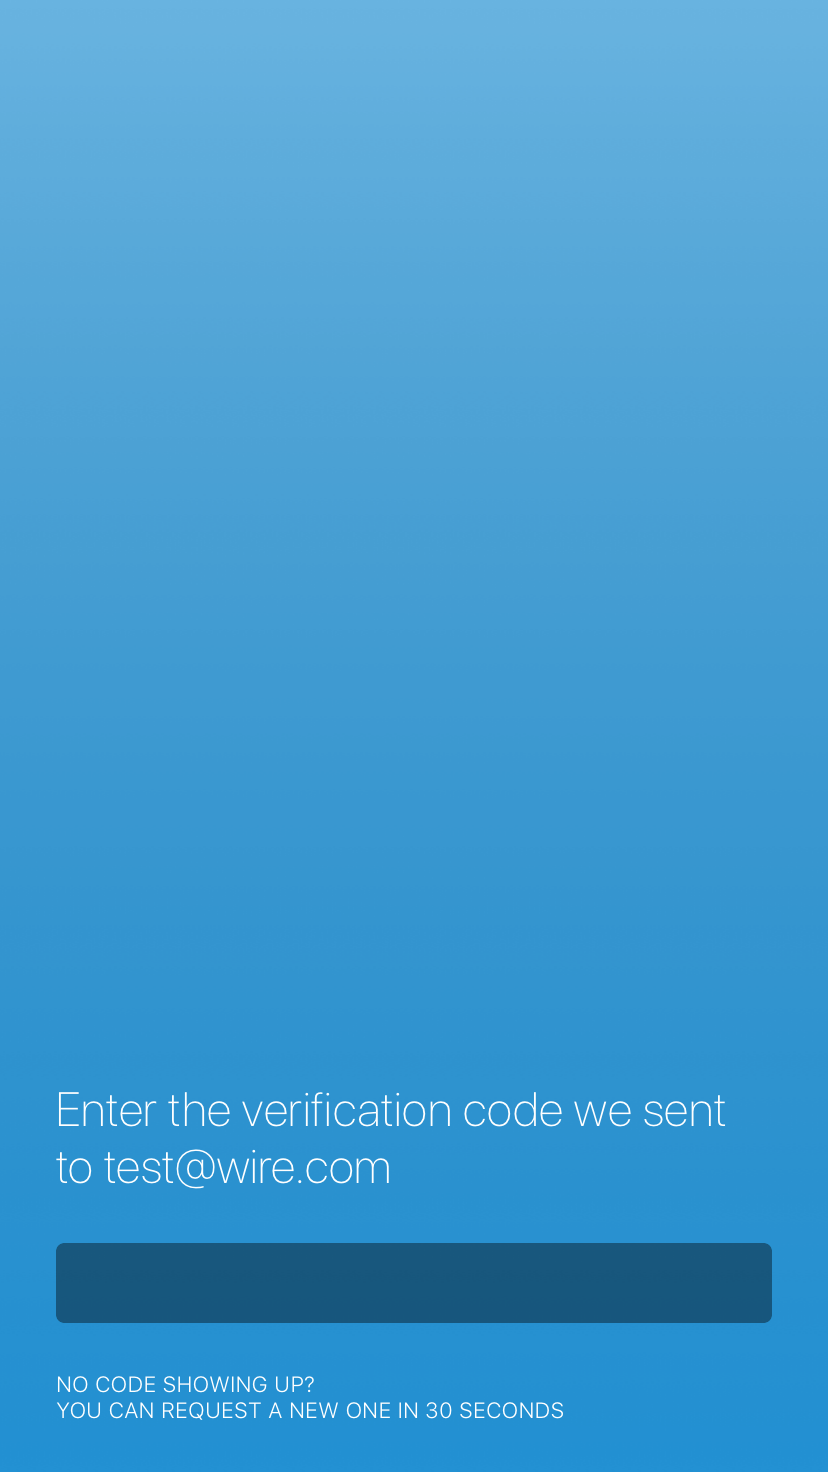 Enter the verification code we sent
to test@wire.com
NO CODE SHOWING UP?
YOU CAN REQUEST A NEW ONE IN 30 SECONDS